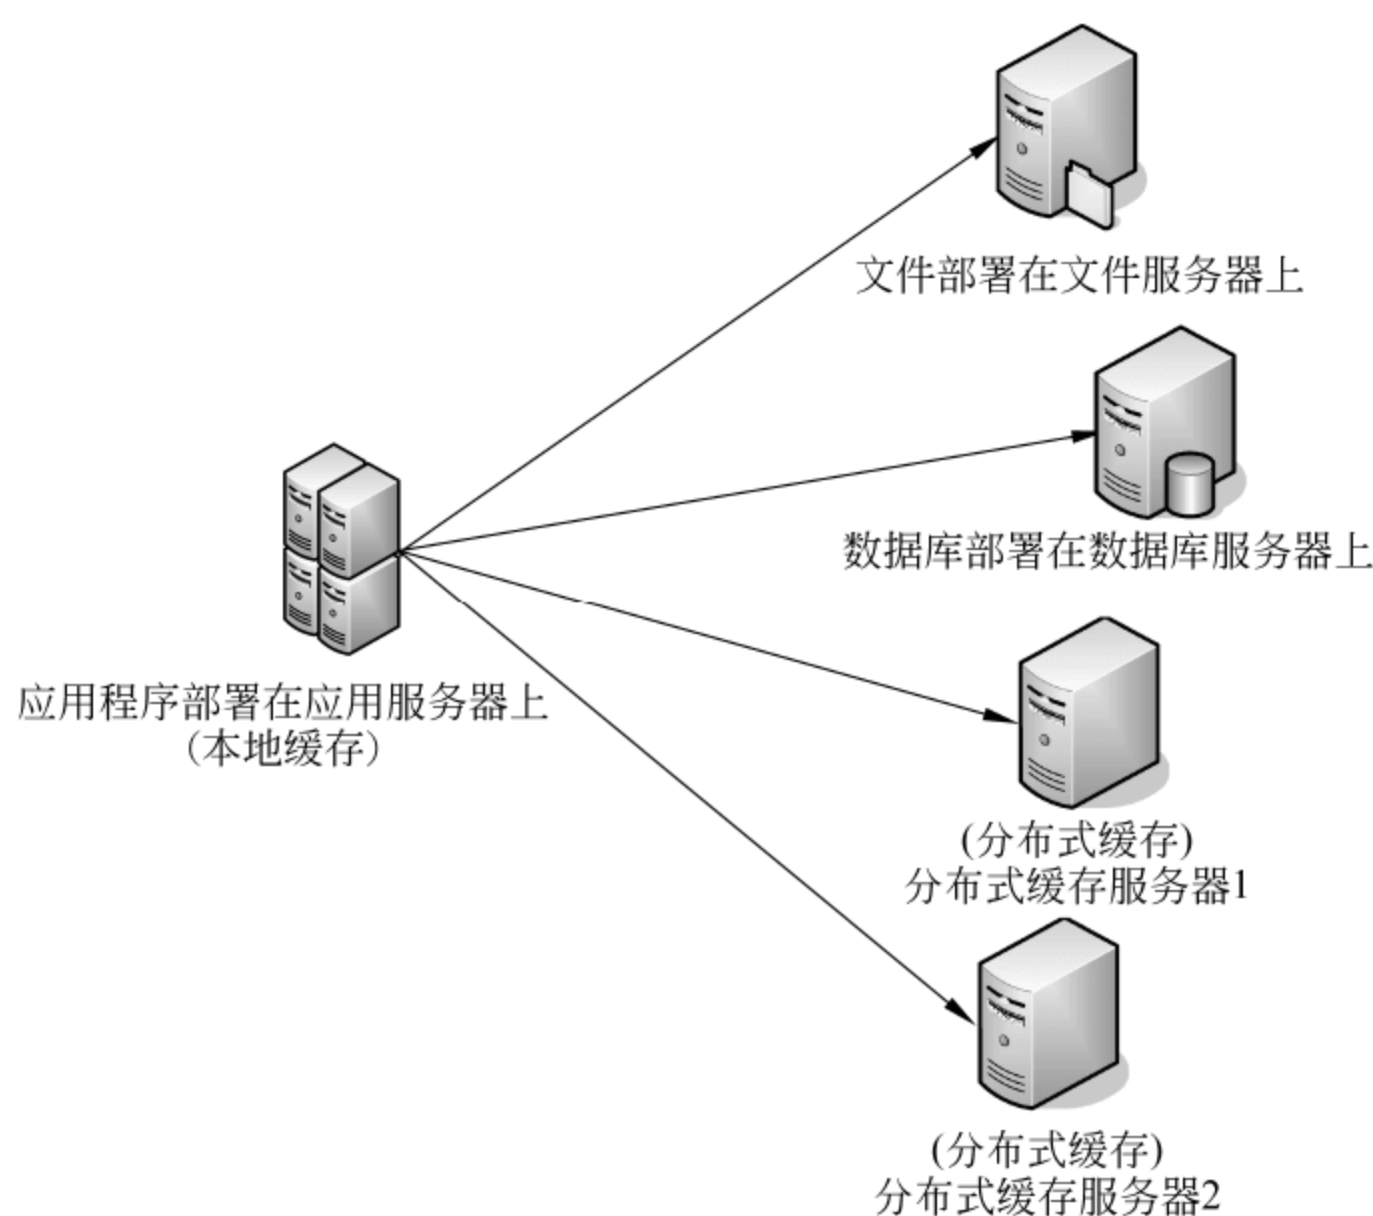 文件部署在文件服务器上
数据库部署在数据库服务器上
应用程序部署在应用服务器上
（本地缓存）
(分布式缓存)
分布式缓存服务器1
(分布式缓存)
分布式缓存服务器2